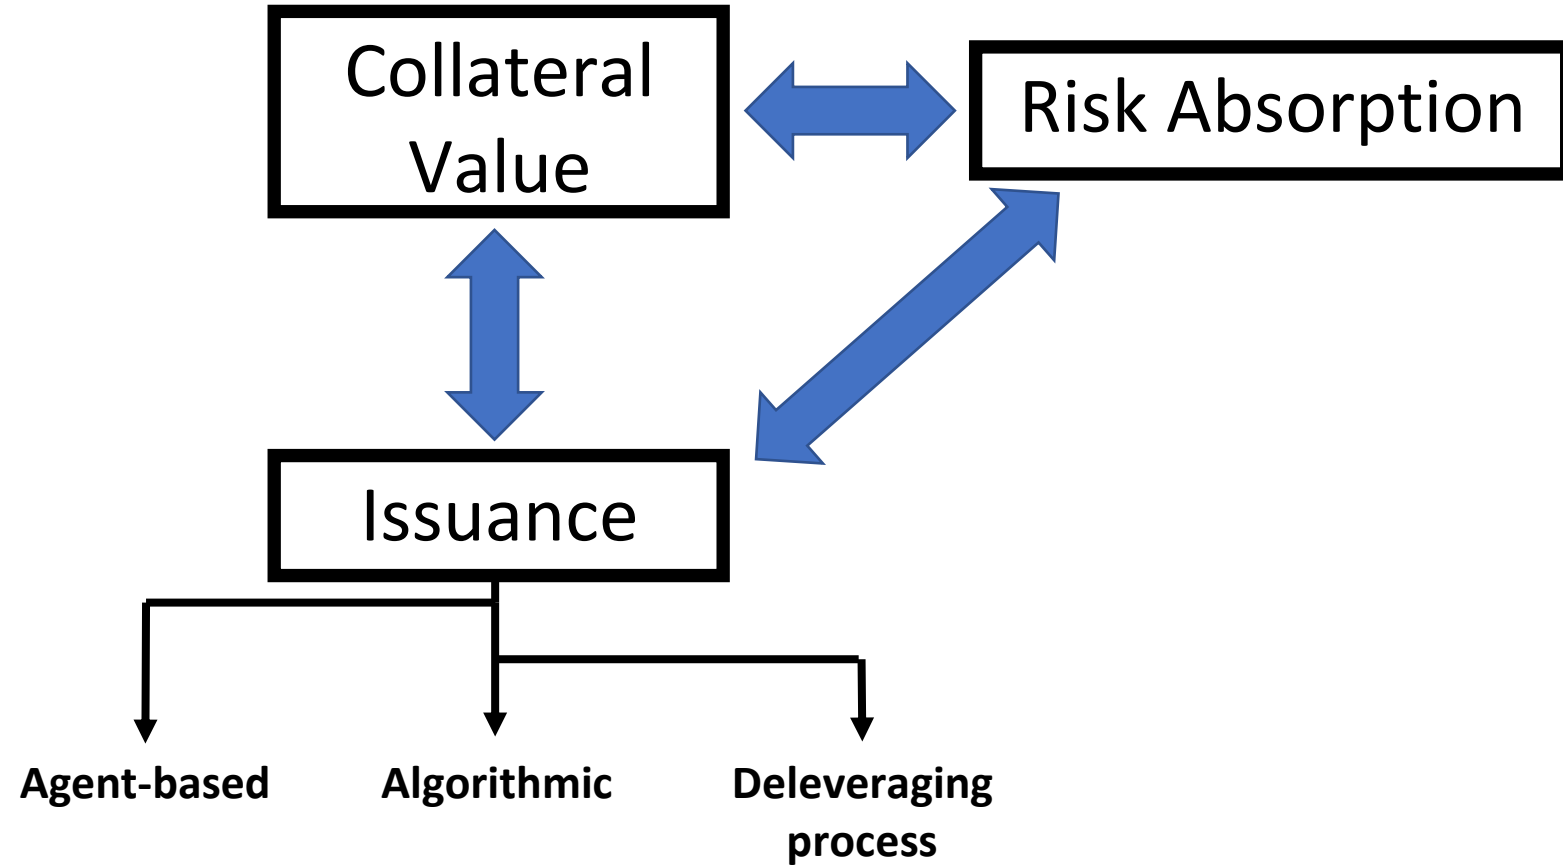 Collateral
Value
Risk Absorption
Issuance
Agent-based
Algorithmic
Deleveraging
process